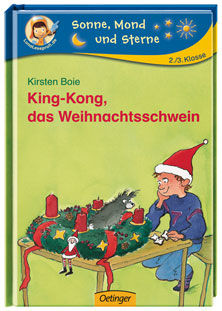 Sonne, Mond
und Sterne
2./3. Klasse
Kirsten Boie
King-Kong,
das Weihnachtsschwein
Oetinger